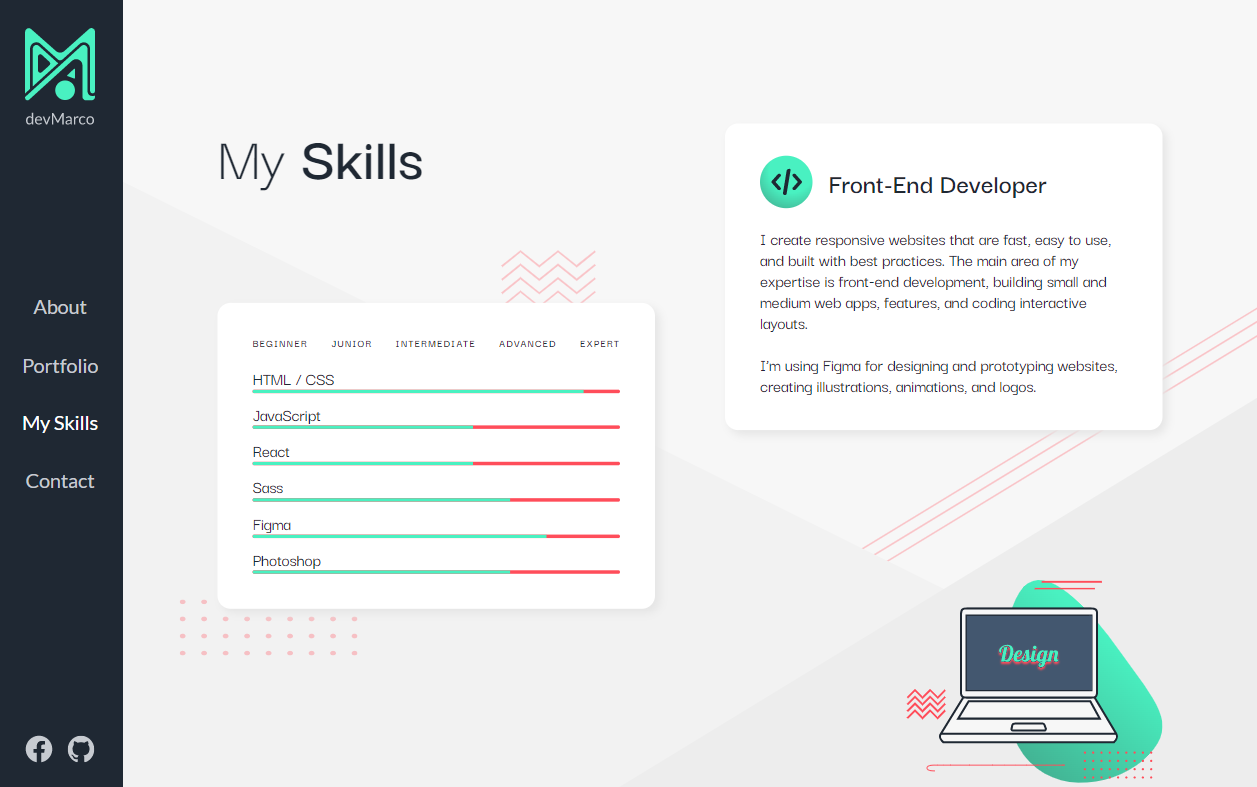 devMarco
About
Portfolio
My Skills
Contact
My Skills
BEGINNER JUNIOR INTERMEDIATE ADVANCED EXPERT
HTML / CSS
JavaScript
React
Sass
Figma
Photoshop
Front-End Developer
I create responsive websites that are fast, easy to use,
and built with best practices. The main area of my
expertise is front-end development, building small and
medium web apps, features, and coding interactive
layouts.
I'm using Figma for designing and prototyping websites,
creating illustrations, animations, and logos.
Design